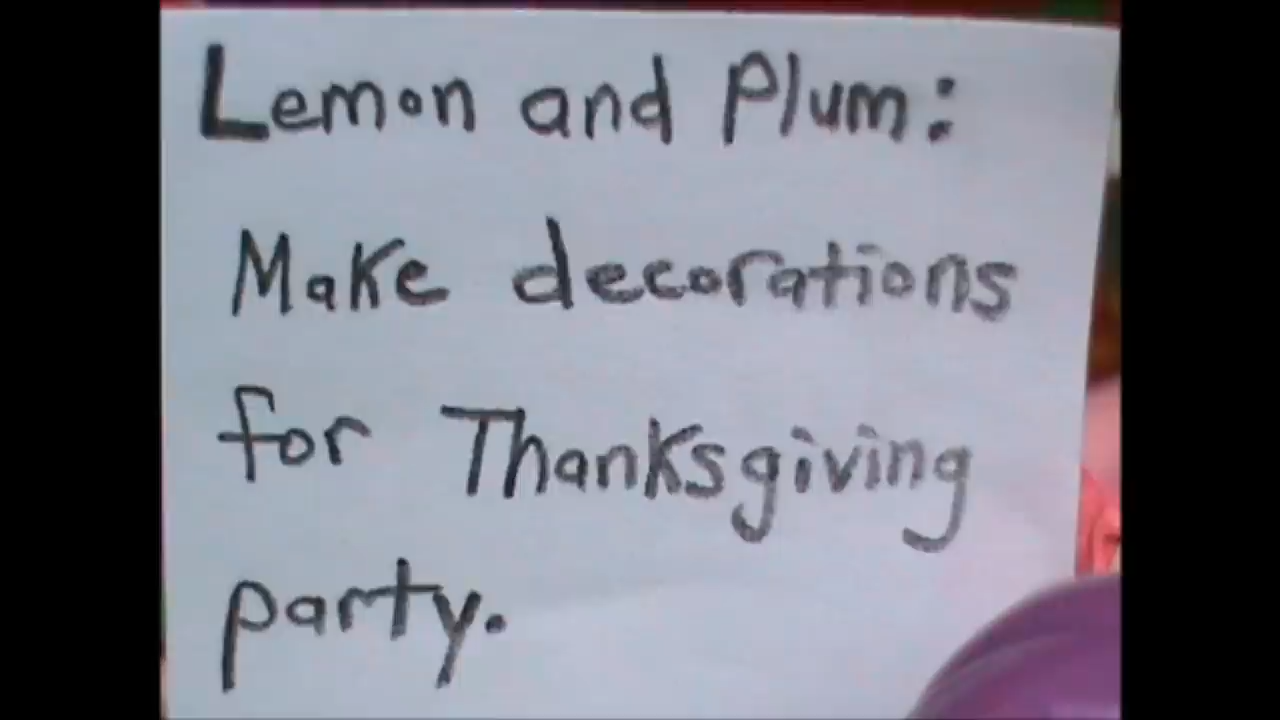 Lemon and Plum:
Make decorations
for Thanksgiving
party.